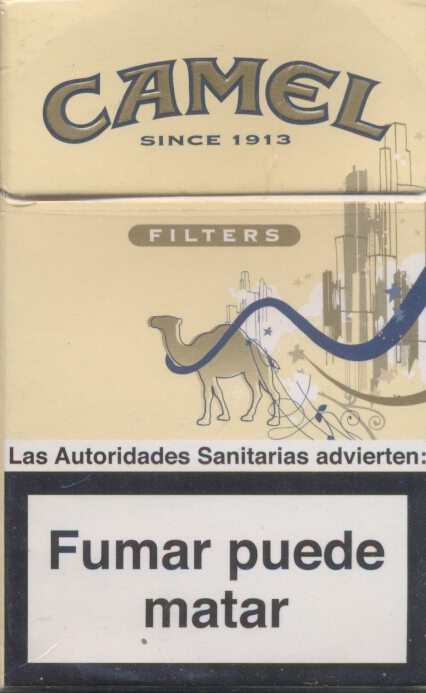 CAMEL
SINCE 1913
FILTERS
Las Autoridades Sanitarias advierten:
Fumar puede
matar